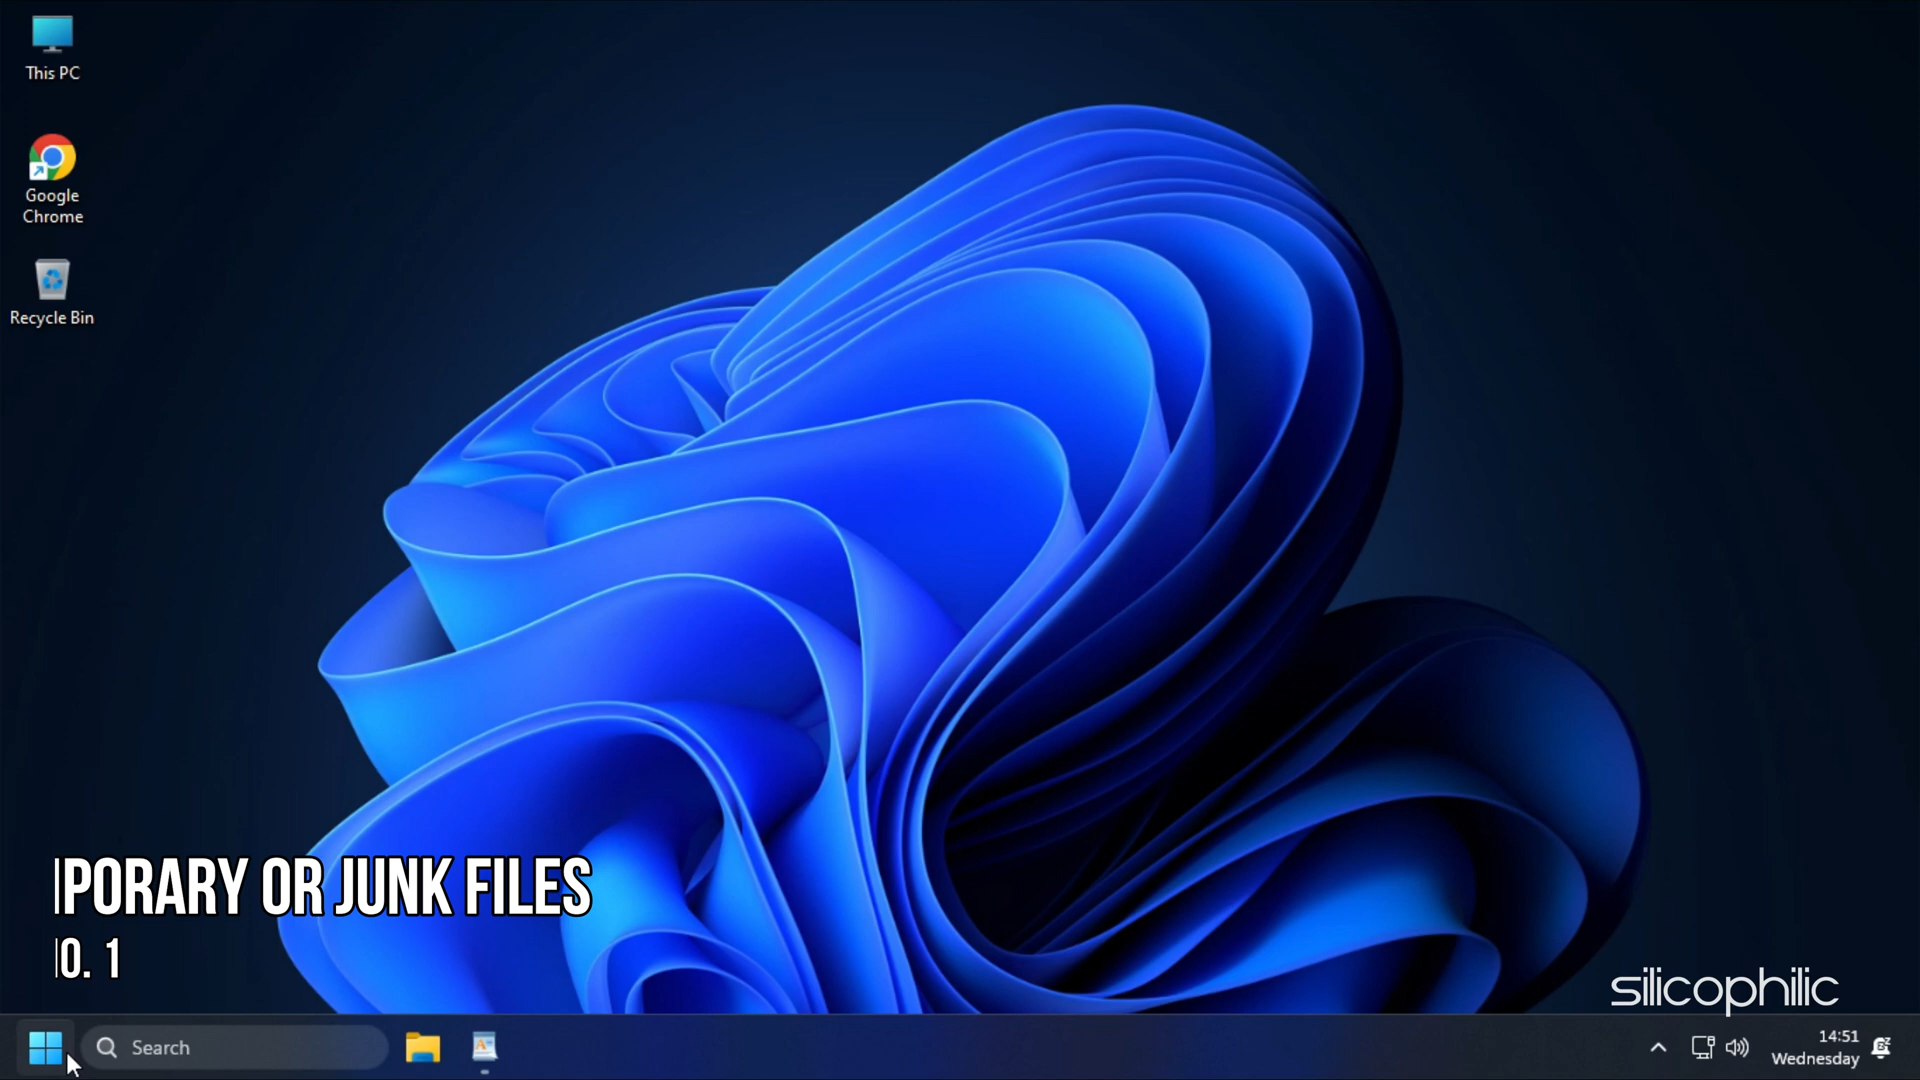 This PC
Google
Chrome
Recycle Bin
PORARY OR JUNK FILES
0. 1
silicophilic
Search
14:51
Wednesday